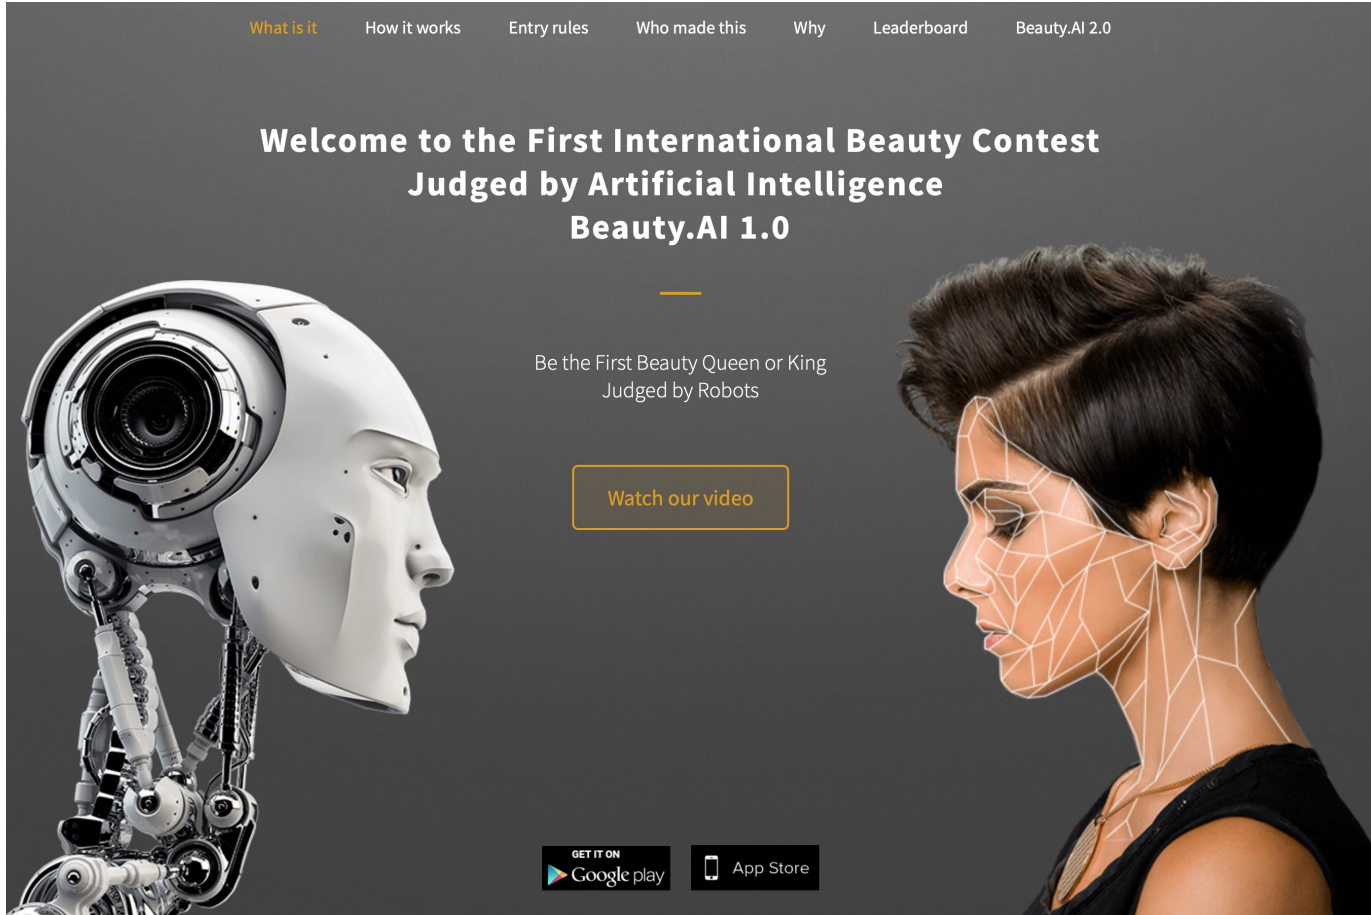 What is it How it works Entry rules Who made this Why Leaderboard Beauty.AI 2.0
Welcome to the First International Beauty Contest
Judged by Artificial Intelligence
Beauty.AI 1.0
Be the First Beauty Queen or King
Judged by Robots
Watch our video
GET IT ON
Google play
App Store